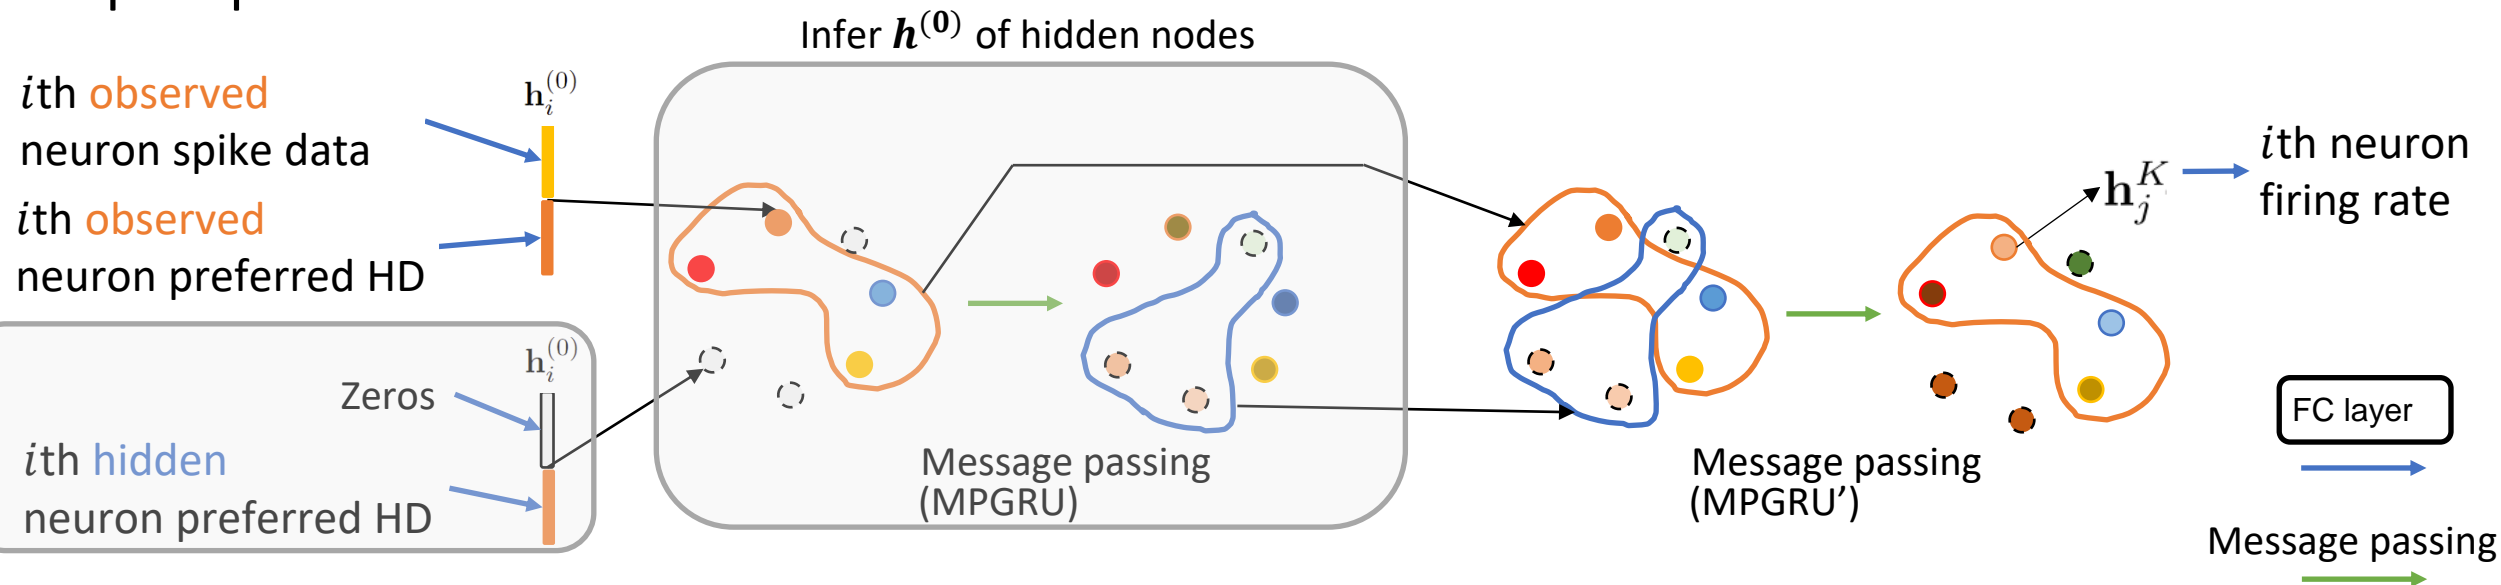 Infer h^(0) of hidden nodes
ith observed
neuron spike data
ith observed
neuron preferred HD
h_i^(0)
h_i^(0)
Zeros
ith hidden
neuron preferred HD
Message passing
(MPGRU)
Message passing
(MPGRU’)
h_j^K
ith neuron
firing rate
FC layer
Message passing